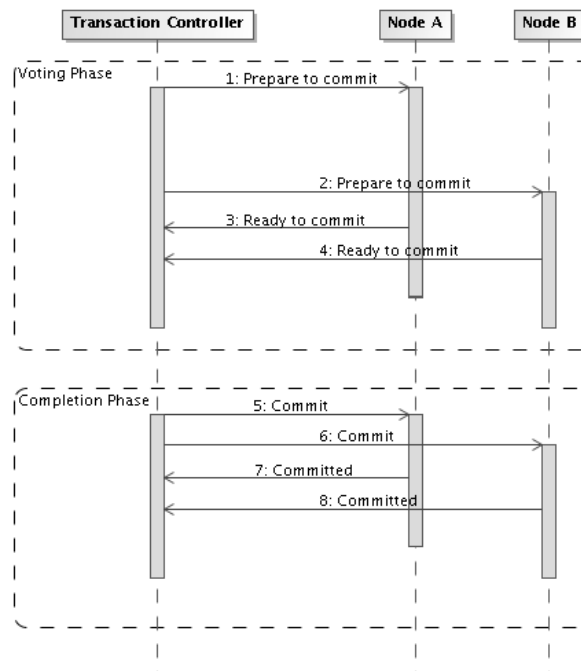 Transaction Controller
Node A
Node B
Voting Phase
1: Prepare to commit
2: Prepare to commit
3: Ready to commit
4: Ready to commit
Completion Phase
5: Commit
6: Commit
7: Committed
8: Committed